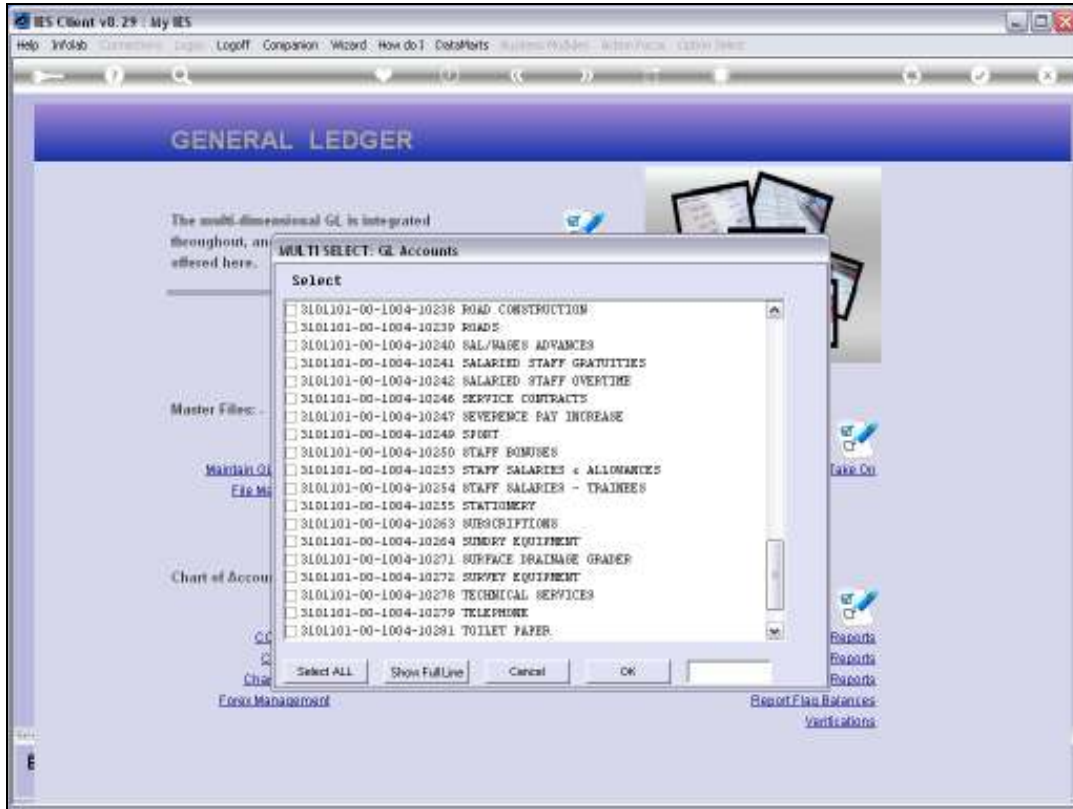 IES Client v8.29 : My IES
Help Infolab Logoff Companion Wizard How do I DataMarts
GENERAL LEDGER
The multi-dimensional GL is integrated
throughout, an
offered here.
MULTI SELECT: GL Accounts
Select
3101101-00-1004-10238 ROAD CONSTRUCTION
3101101-00-1004-10239 ROADS
3101101-00-1004-10240 SAL/WAGES ADVANCES
3101101-00-1004-10241 SALARIED STAFF GRATUITIES
3101101-00-1004-10242 SALARIED STAFF OVERTIME
3101101-00-1004-10246 SERVICE CONTRACTS
3101101-00-1004-10247 SEVERENCE PAY INCREASE
3101101-00-1004-10249 SPORT
3101101-00-1004-10250 STAFF BONUSES
3101101-00-1004-10253 STAFF SALARIES & ALLOWANCES
3101101-00-1004-10254 STAFF SALARIES - TRAINEES
3101101-00-1004-10255 STATIONERY
3101101-00-1004-10263 SUBSCRIPTIONS
3101101-00-1004-10264 SUNDRY EQUIPMENT
3101101-00-1004-10271 SURFACE DRAINAGE GRADER
3101101-00-1004-10272 SURVEY EQUIPMENT
3101101-00-1004-10278 TECHNICAL SERVICES
3101101-00-1004-10279 TELEPHONE
3101101-00-1004-10281 TOILET PAPER
Select ALL Show Full Line Cancel OK
Master Files: .
Maintain Gl
Take On
File Ma
Chart of Accou
Reports
Reports
Char
Reports
Forex Management
Report Flag Balances
Verifications